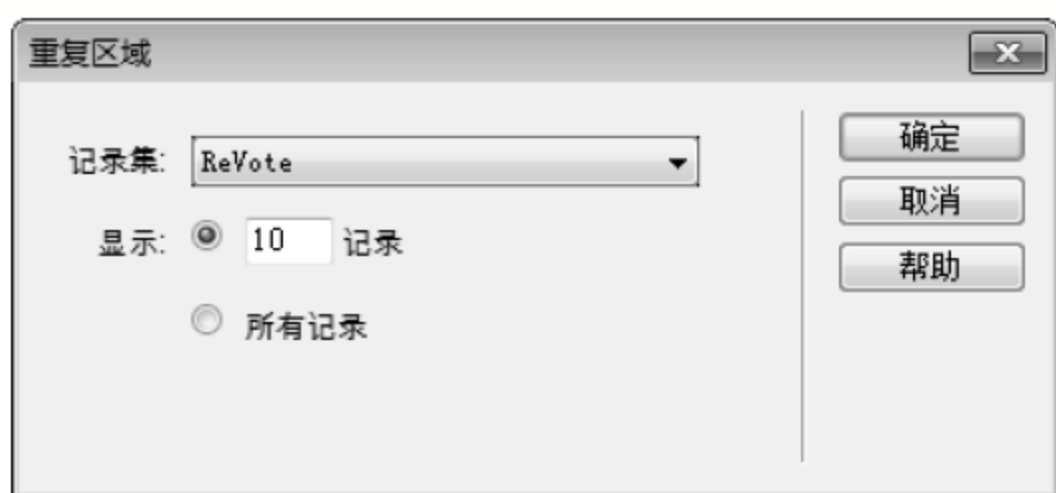 重复区域
记录集: ReVote
显示: 10 记录
所有记录
确定
取消
帮助